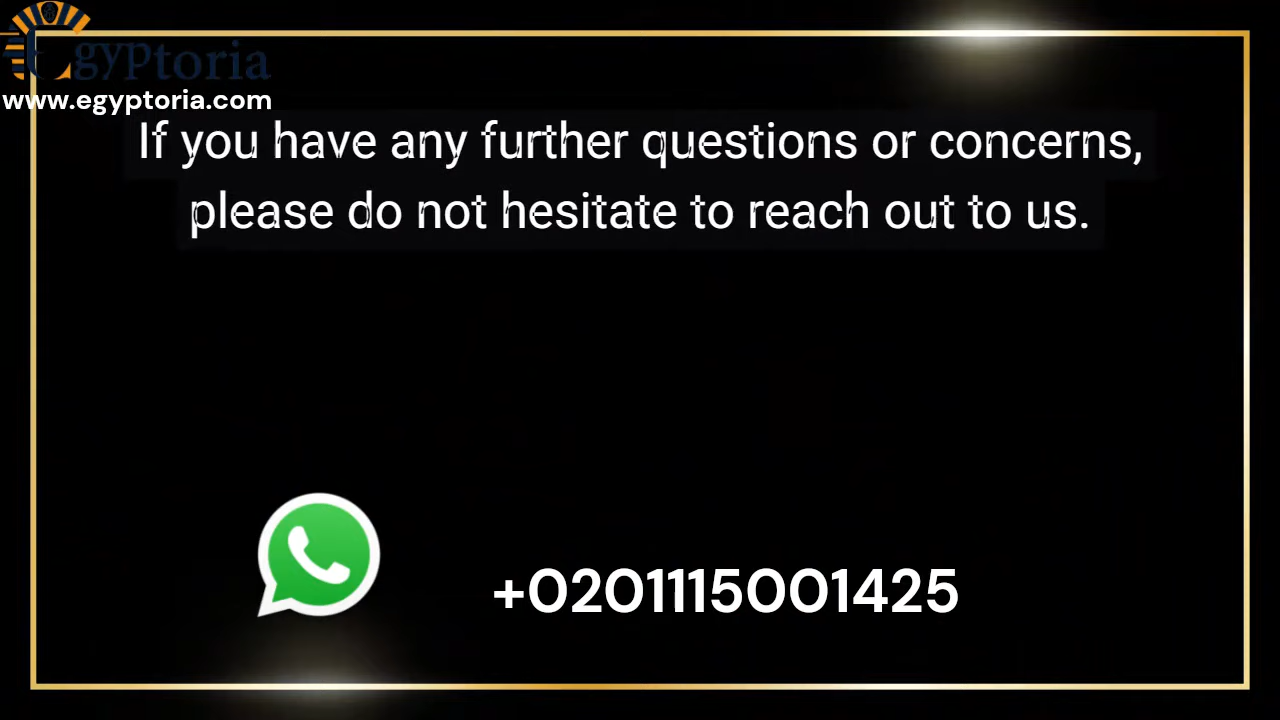 Egyptoria
www.egyptoria.com
If you have any further questions or concerns,
please do not hesitate to reach out to us.
+0201115001425